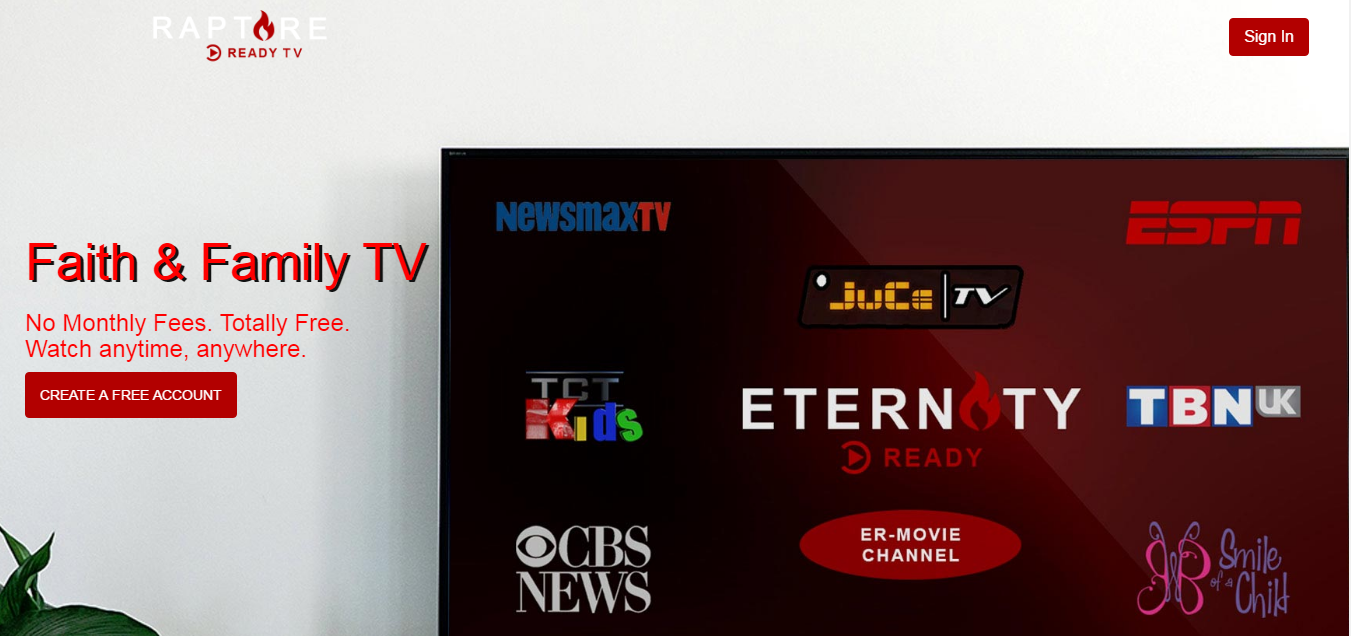 RAPTURE
READY TV
Sign In
Faith & Family TV
No Monthly Fees. Totally Free.
Watch anytime, anywhere.
CREATE A FREE ACCOUNT
NEWSMAXTV
ESPN
JUCE TV
TCT
Kids
ETERNITY
READY
TBN UK
CBS
NEWS
ER-MOVIE
CHANNEL
Smile
of a
Child